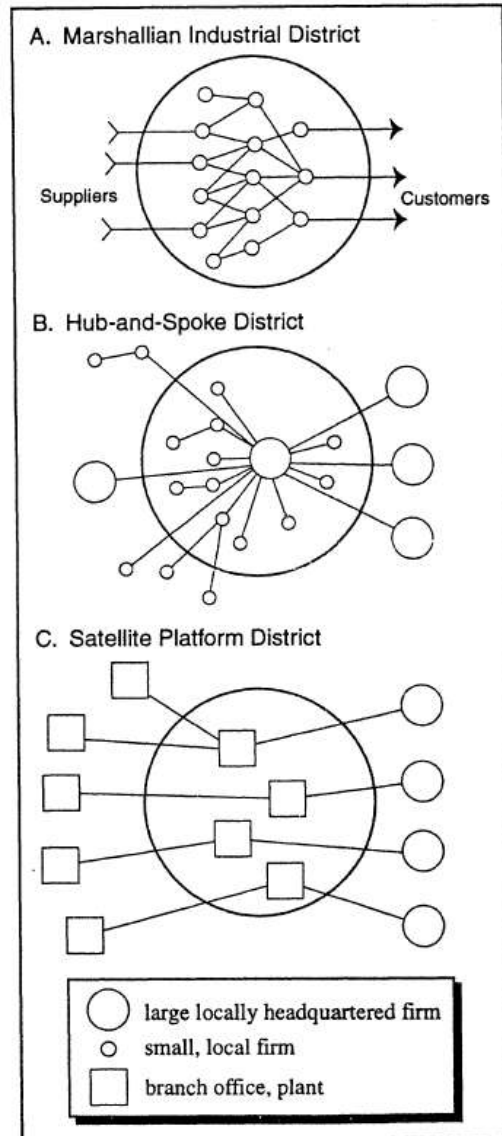 A. Marshallian Industrial District
Suppliers
Customers
B. Hub-and-Spoke District
C. Satellite Platform District
large locally headquartered firm
small, local firm
branch office, plant